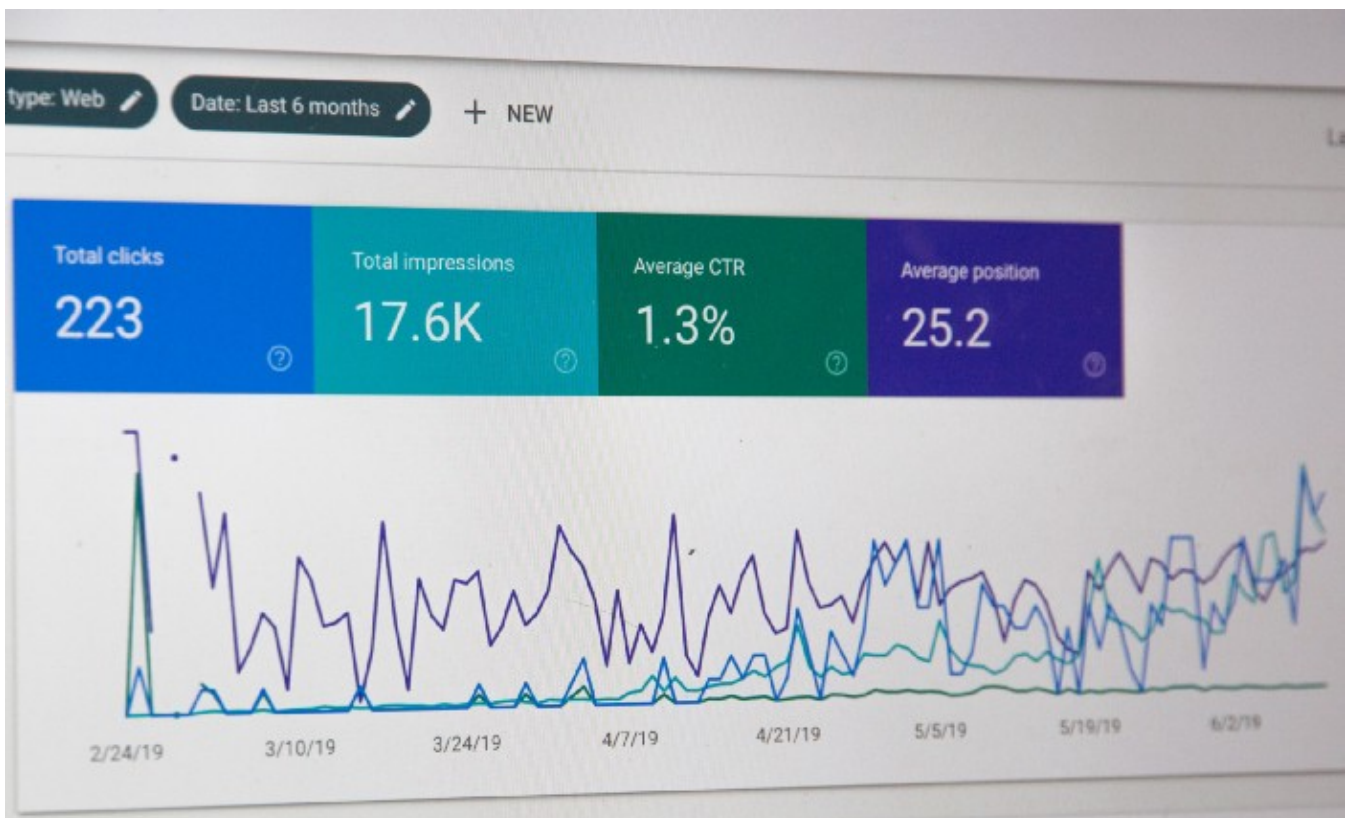 type: Web
Date: Last 6 months
+ NEW
La
Total clicks
223
Total impressions
17.6K
Average CTR
1.3%
Average position
25.2
2/24/19
3/10/19
3/24/19
4/7/19
4/21/19
5/5/19
5/19/19
6/2/19